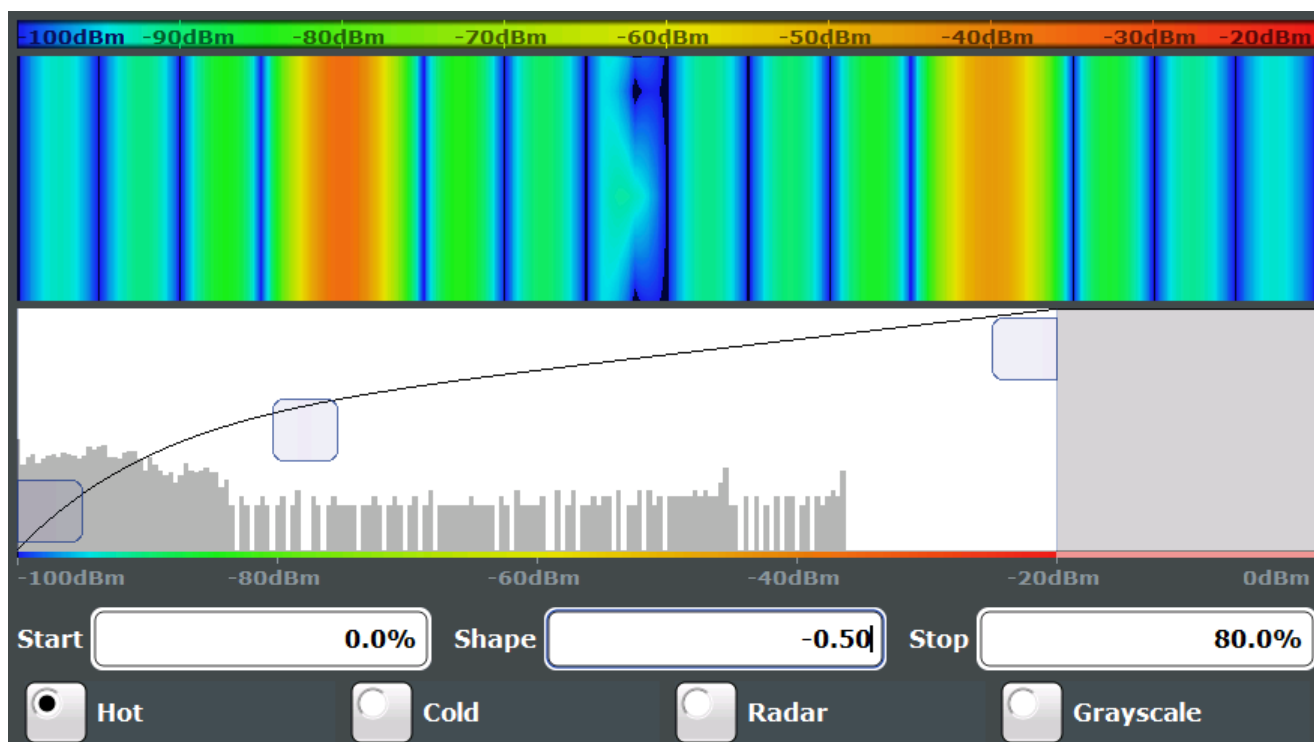 -100dBm -90dBm -80dBm -70dBm -60dBm -50dBm -40dBm -30dBm -20dBm
-100dBm -80dBm -60dBm -40dBm -20dBm 0dBm
Start 0.0% Shape -0.50 Stop 80.0%
Hot Cold Radar Grayscale